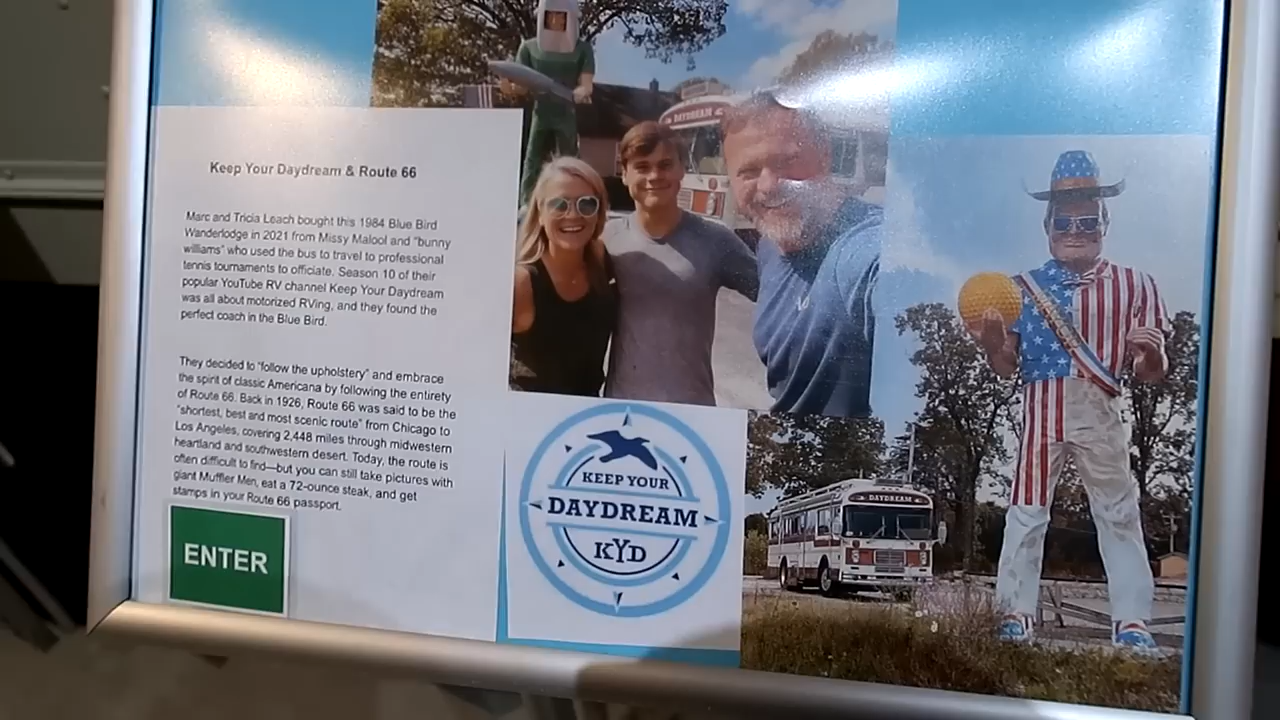 Keep Your Daydream & Route 66
Marc and Tricia Leach bought this 1984 Blue Bird
Wanderlodge in 2021 from Missy Malool and "bunny
williams" who used the bus to travel to professional
tennis tournaments to officiate. Season 10 of their
popular YouTube RV channel Keep Your Daydream
was all about motorized RVing, and they found the
perfect coach in the Blue Bird.
They decided to "follow the upholstery" and embrace
the spirit of classic Americana by following the entirety
of Route 66. Back in 1926, Route 66 was said to be the
"shortest, best and most scenic route" from Chicago to
Los Angeles, covering 2,448 miles through midwestern
heartland and southwestern desert. Today, the route is
often difficult to find—but you can still take pictures with
giant Muffler Men, eat a 72-ounce steak, and get
stamps in your Route 66 passport.
ENTER
DAYDREAM
KEEP YOUR
DAYDREAM
KYD
DAYDREAM